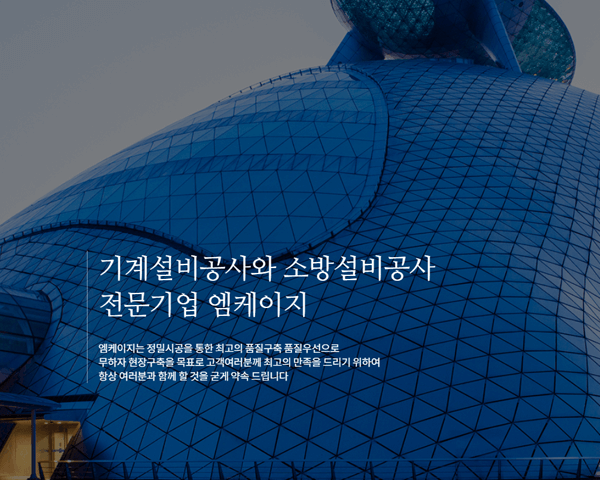 기계설비공사와 소방설비공사
전문기업 엠케이지
엠케이지는 정밀시공을 통한 최고의 품질구축 품질우선으로
무하자 현장구축을 목표로 고객여러분께 최고의 만족을 드리기 위하여
항상 여러분과 함께 할 것을 굳게 약속 드립니다